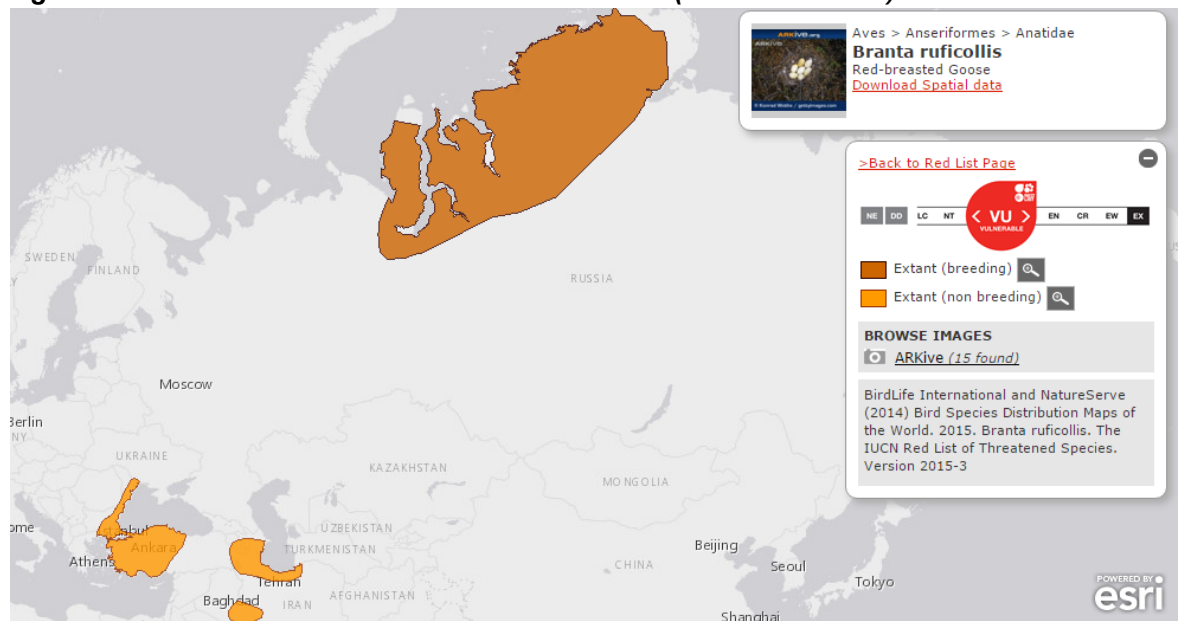 ARKIVE.org
Aves > Anseriformes > Anatidae
Branta ruficollis
Red-breasted Goose
Download Spatial data
>Back to Red List Page
NE DD LC NT < VU > EN CR EW EX
VULNERABLE
Extant (breeding)
Extant (non breeding)
BROWSE IMAGES
ARKive (15 found)
BirdLife International and NatureServe
(2014) Bird Species Distribution Maps of
the World. 2015. Branta ruficollis. The
IUCN Red List of Threatened Species.
Version 2015-3
SWEDEN
FINLAND
RUSSIA
Moscow
Berlin
UKRAINE
KAZAKHSTAN
MONGOLIA
Istanbul
Ankara
Athens
UZBEKISTAN
TURKMENISTAN
Tehran
Baghdad
IRAN
AFGHANISTAN
CHINA
Beijing
Seoul
Tokyo
Shanghai
POWERED BY
esri